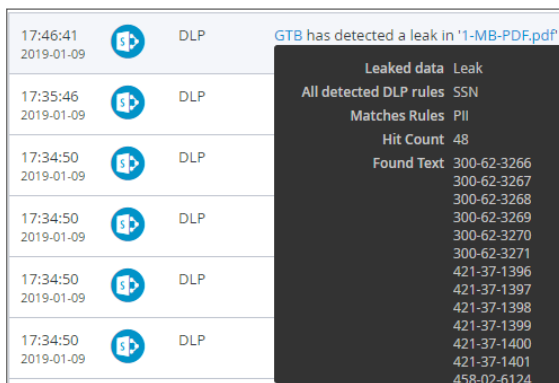 17:46:41 DLP GTB has detected a leak in '1-MB-PDF.pdf'
2019-01-09
Leaked data Leak
17:35:46 DLP All detected DLP rules SSN
2019-01-09
Matches Rules PII
Hit Count 48
17:34:50 DLP Found Text 300-62-3266
2019-01-09
300-62-3267
300-62-3268
17:34:50 DLP 300-62-3269
2019-01-09
300-62-3270
300-62-3271
421-37-1396
17:34:50 DLP 421-37-1397
2019-01-09
421-37-1398
421-37-1399
17:34:50 DLP 421-37-1400
2019-01-09
421-37-1401
458-02-6124